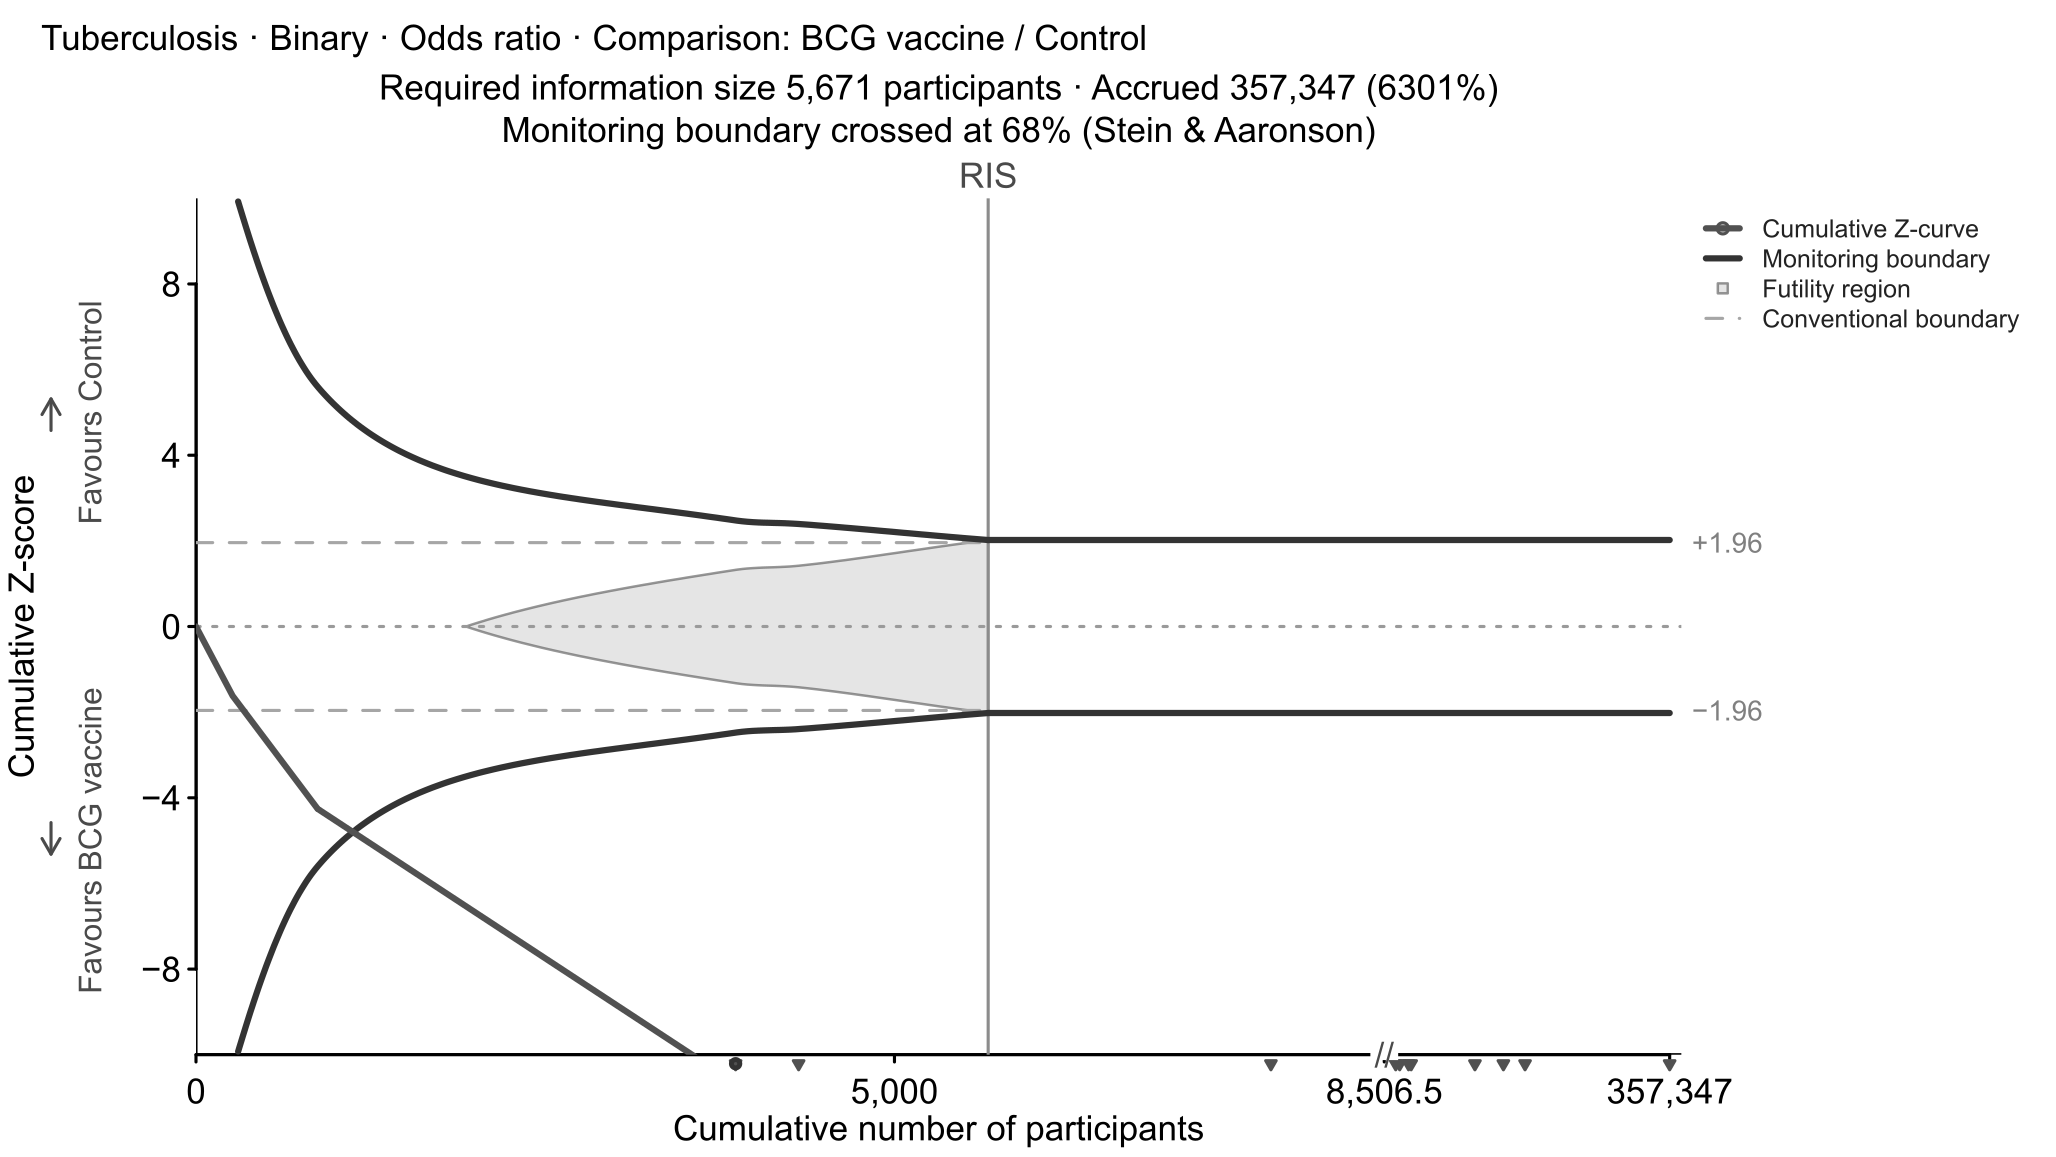 Tuberculosis · Binary · Odds ratio · Comparison: BCG vaccine / Control
Required information size 5,671 participants · Accrued 357,347 (6301%)
Monitoring boundary crossed at 68% (Stein & Aaronson)
RIS
Cumulative Z-curve
Monitoring boundary
Futility region
Conventional boundary
Cumulative Z-score
Favours Control
Favours BCG vaccine
8
4
0
−4
−8
+1.96
−1.96
0
5,000
8,506.5
357,347
Cumulative number of participants